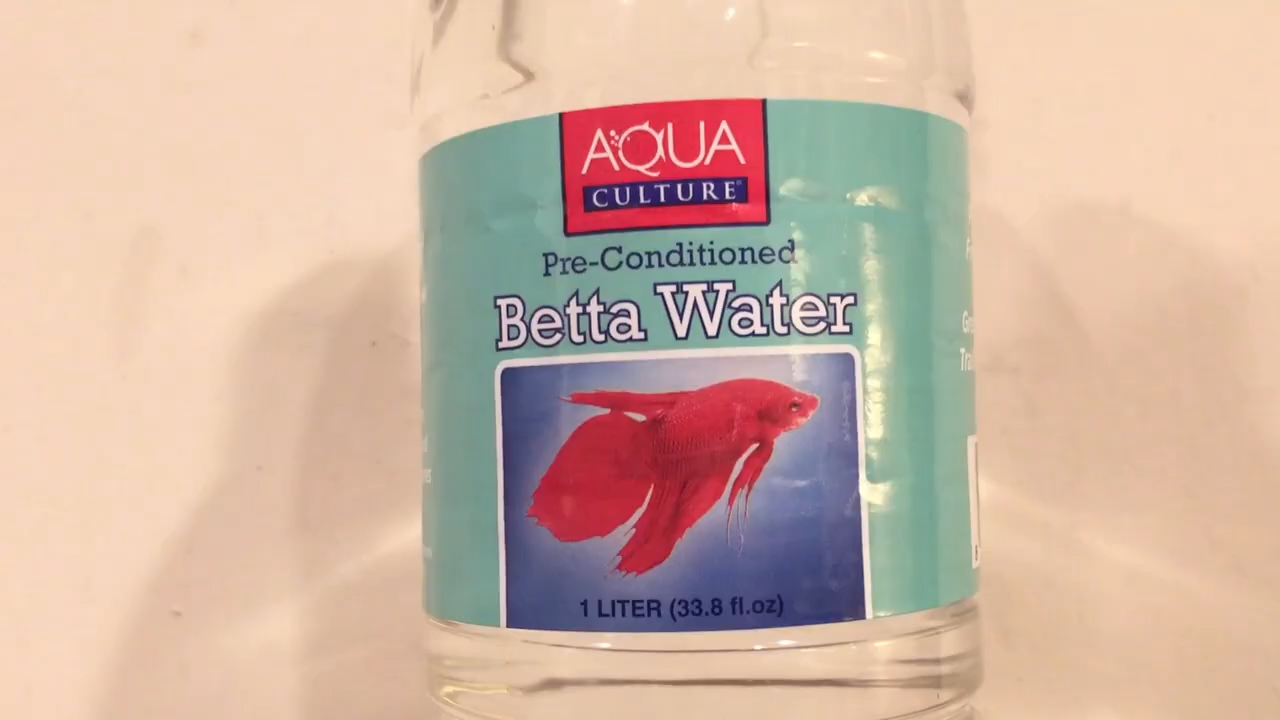 AQUA
CULTURE®
Pre-Conditioned
Betta Water
1 LITER (33.8 fl.oz)